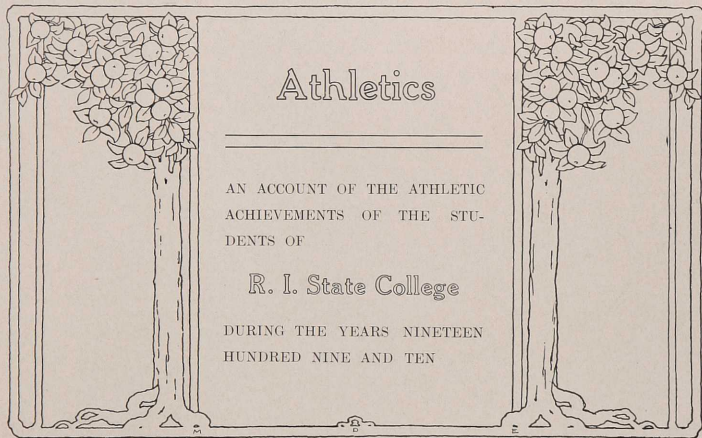 Athletics
AN ACCOUNT OF THE ATHLETIC
ACHIEVEMENTS OF THE STU-
DENTS OF
R. I. State College
DURING THE YEARS NINETEEN
HUNDRED NINE AND TEN
M D E